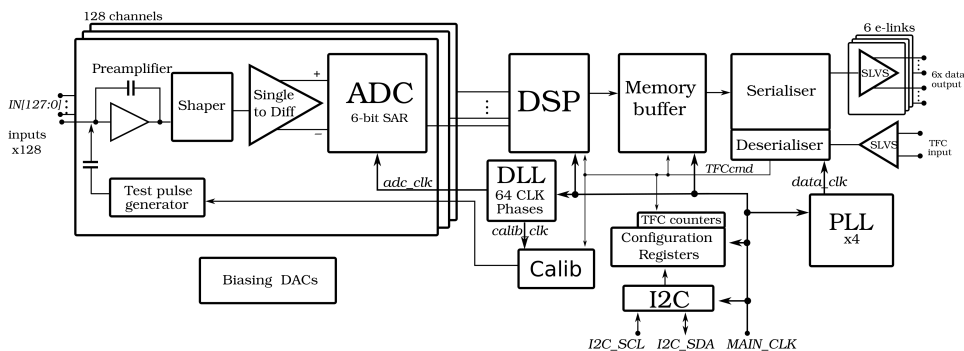 128 channels
6 e-links
Preamplifier
IN[127:0]
inputs
x128
Shaper
Single
to Diff
+
−
ADC
6-bit SAR
DSP
Memory
buffer
Serialiser
Deserialiser
SLVS
6x data
output
SLVS
TFC
input
TFCcmd
data_clk
adc_clk
DLL
64 CLK
Phases
calib_clk
Test pulse
generator
TFC counters
Configuration
Registers
PLL
x4
Calib
Biasing DACs
I2C
I2C_SCL
I2C_SDA
MAIN_CLK